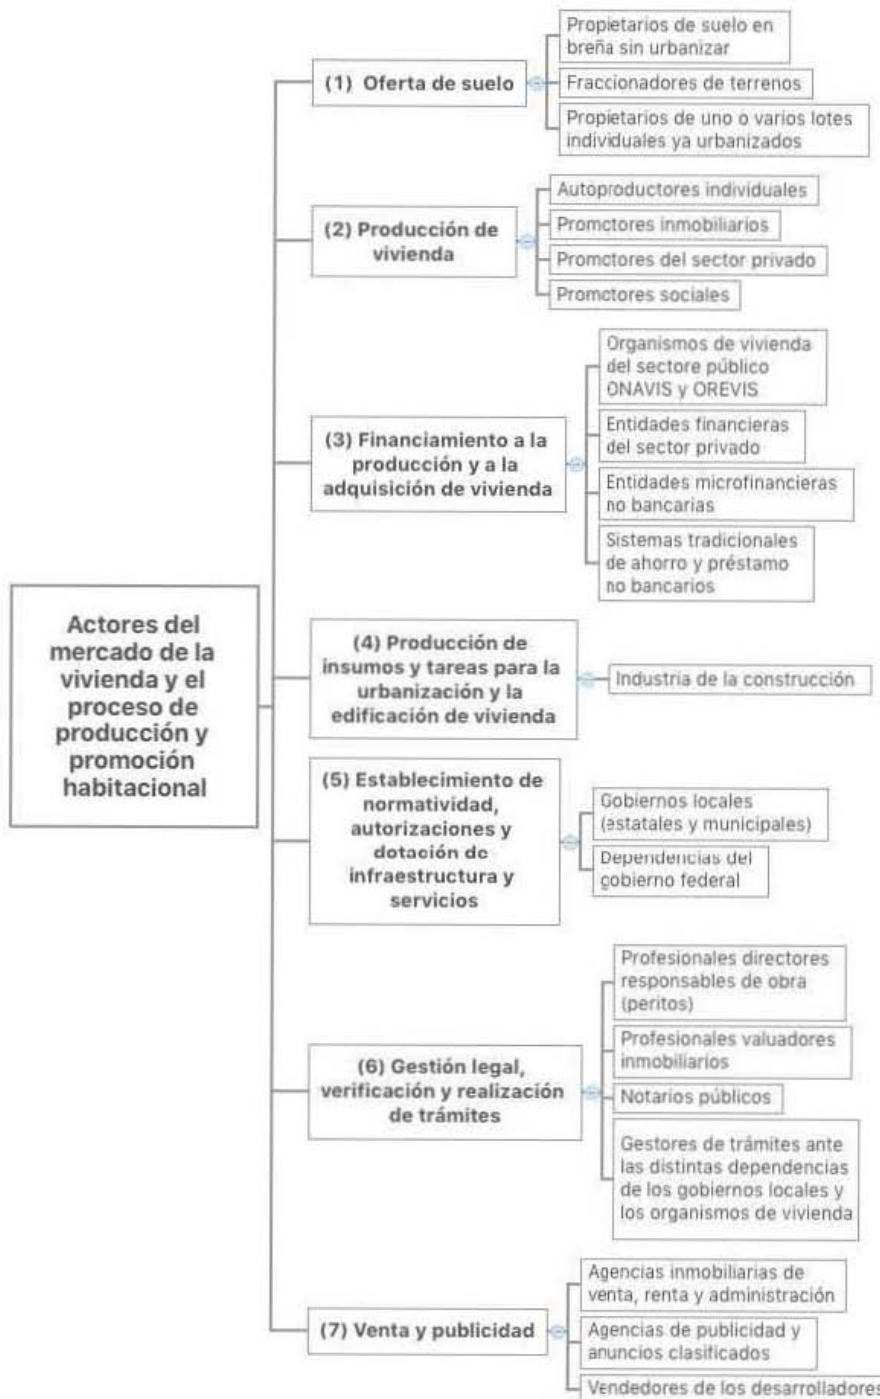 Propietarios de suelo en
breña sin urbanizar
(1) Oferta de suelo
Fraccionadores de terrenos
Propietarios de uno o varios lotes
individuales ya urbanizados
Autoproductores individuales
(2) Producción de
vivienda
Promotores inmobiliarios
Promotores del sector privado
Promotores sociales
Organismos de vivienda
del sectore público
ONAVIS y OREVIS
(3) Financiamiento a la
producción y a la
adquisición de vivienda
Entidades financieras
del sector privado
Entidades microfinancieras
no bancarias
Sistemas tradicionales
de ahorro y préstamo
no bancarios
Actores del
mercado de la
vivienda y el
proceso de
producción y
promoción
habitacional
(4) Producción de
insumos y tareas para la
urbanización y la
edificación de vivienda
Industria de la construcción
(5) Establecimiento de
normatividad,
autorizaciones y
dotación de
infraestructura y
servicios
Gobiernos locales
(estatales y municipales)
Dependencias del
gobierno federal
Profesionales directores
responsables de obra
(peritos)
(6) Gestión legal,
verificación y realización
de trámites
Profesionales valuadores
inmobiliarios
Notarios públicos
Gestores de trámites ante
las distintas dependencias
de los gobiernos locales y
los organismos de vivienda
Agencias inmobiliarias de
venta, renta y administración
(7) Venta y publicidad
Agencias de publicidad y
anuncios clasificados
Vendedores de los desarrolladores